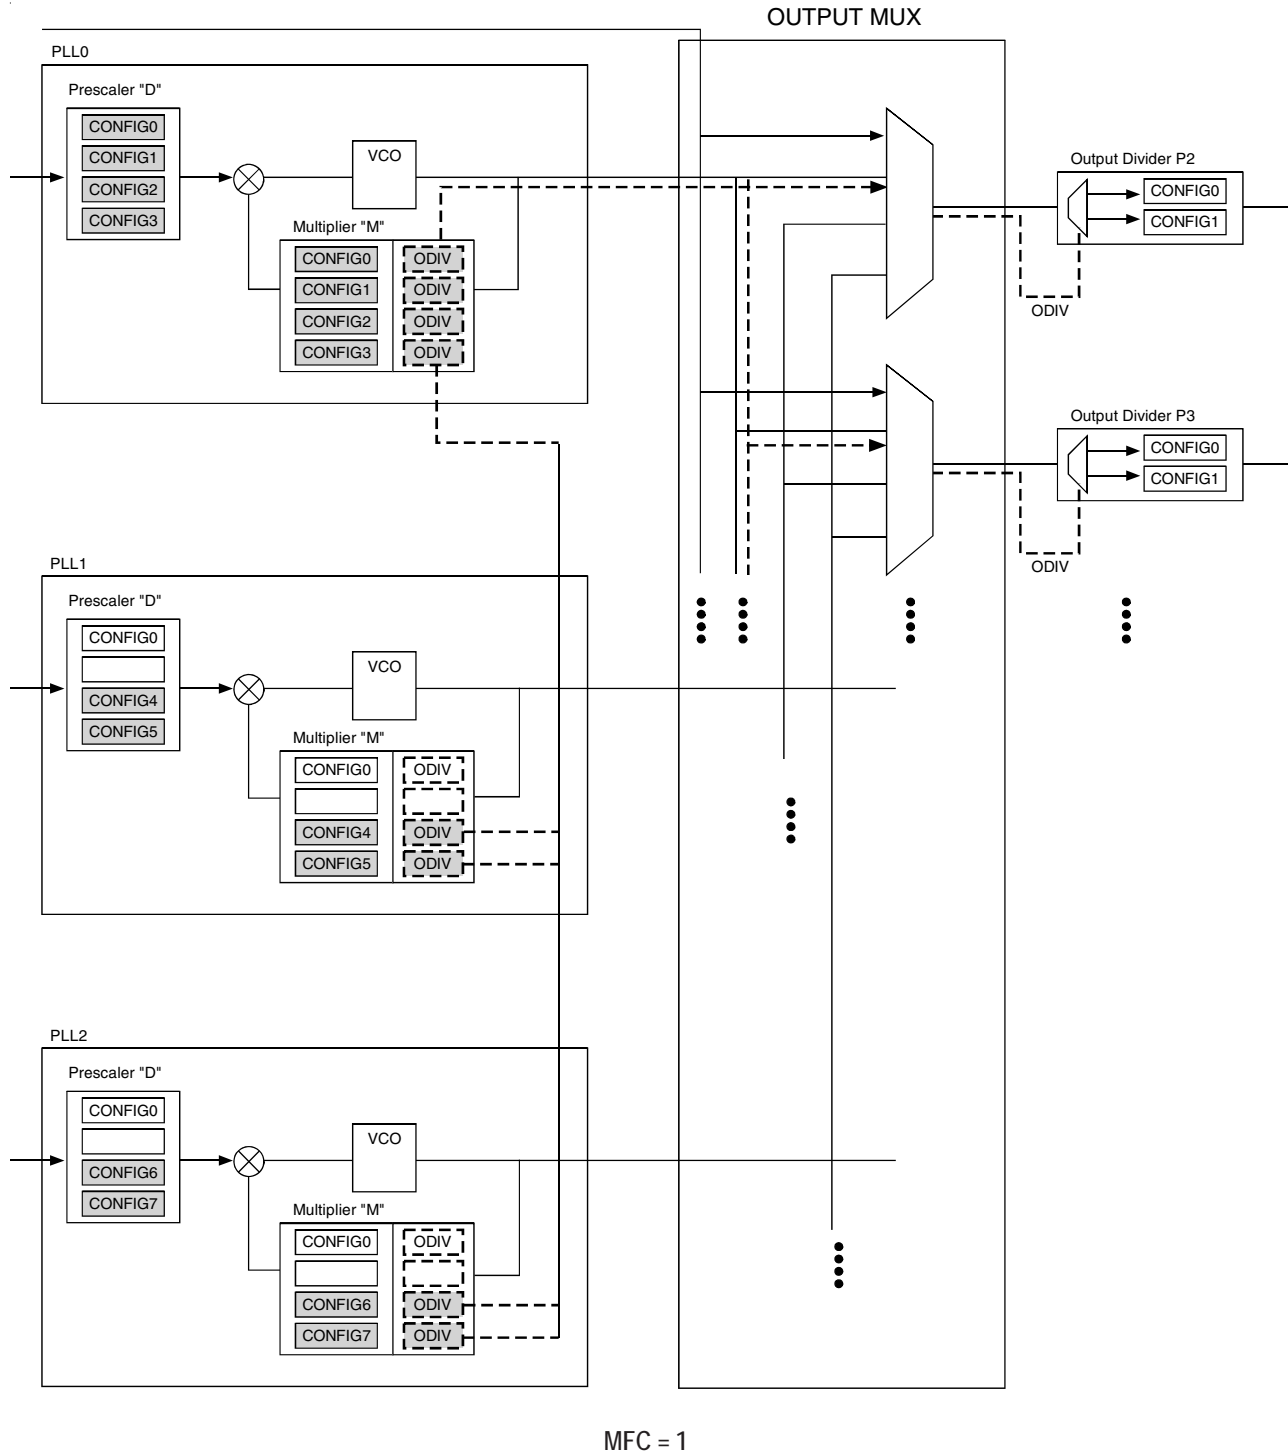 OUTPUT MUX
PLL0
Prescaler "D"
CONFIG0
CONFIG1
CONFIG2
CONFIG3
VCO
Multiplier "M"
CONFIG0 ODIV
CONFIG1 ODIV
CONFIG2 ODIV
CONFIG3 ODIV
Output Divider P2
CONFIG0
CONFIG1
ODIV
Output Divider P3
CONFIG0
CONFIG1
ODIV
PLL1
Prescaler "D"
CONFIG0
CONFIG4
CONFIG5
VCO
Multiplier "M"
CONFIG0 ODIV
CONFIG4 ODIV
CONFIG5 ODIV
PLL2
Prescaler "D"
CONFIG0
CONFIG6
CONFIG7
VCO
Multiplier "M"
CONFIG0 ODIV
CONFIG6 ODIV
CONFIG7 ODIV
MFC = 1